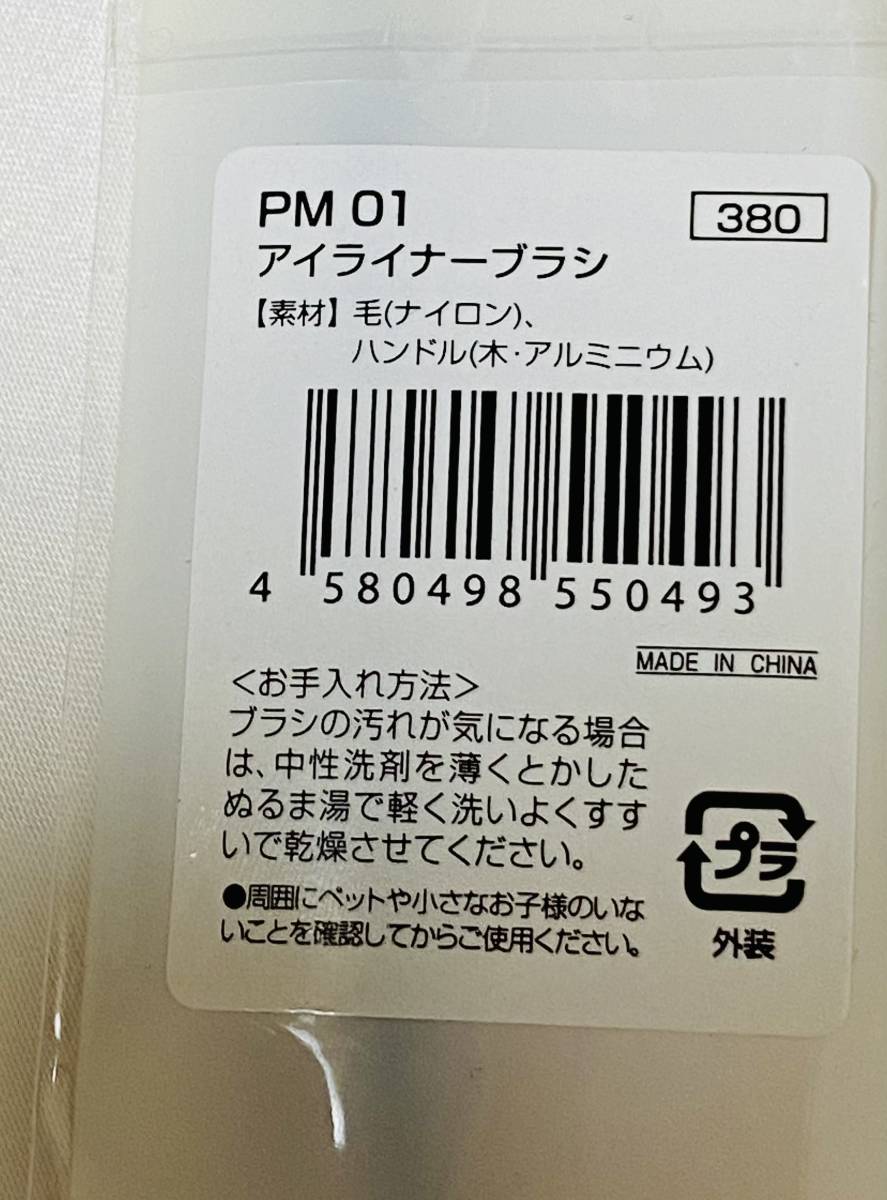 PM 01
380
アイライナーブラシ
【素材】毛(ナイロン)、
ハンドル(木・アルミニウム)
4 580498 550493
MADE IN CHINA
<お手入れ方法>
ブラシの汚れが気になる場合
は、中性洗剤を薄くとかした
ぬるま湯で軽く洗いよくすす
いで乾燥させてください。
●周囲にペットや小さなお子様のいな
いことを確認してからご使用ください。
プラ
外装